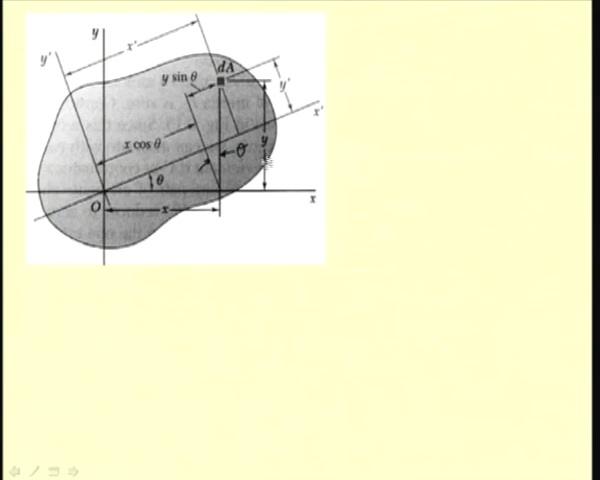 y
x'
y'
dA
y sin θ
y'
x'
x cos θ
θ
y
θ
O
x
x